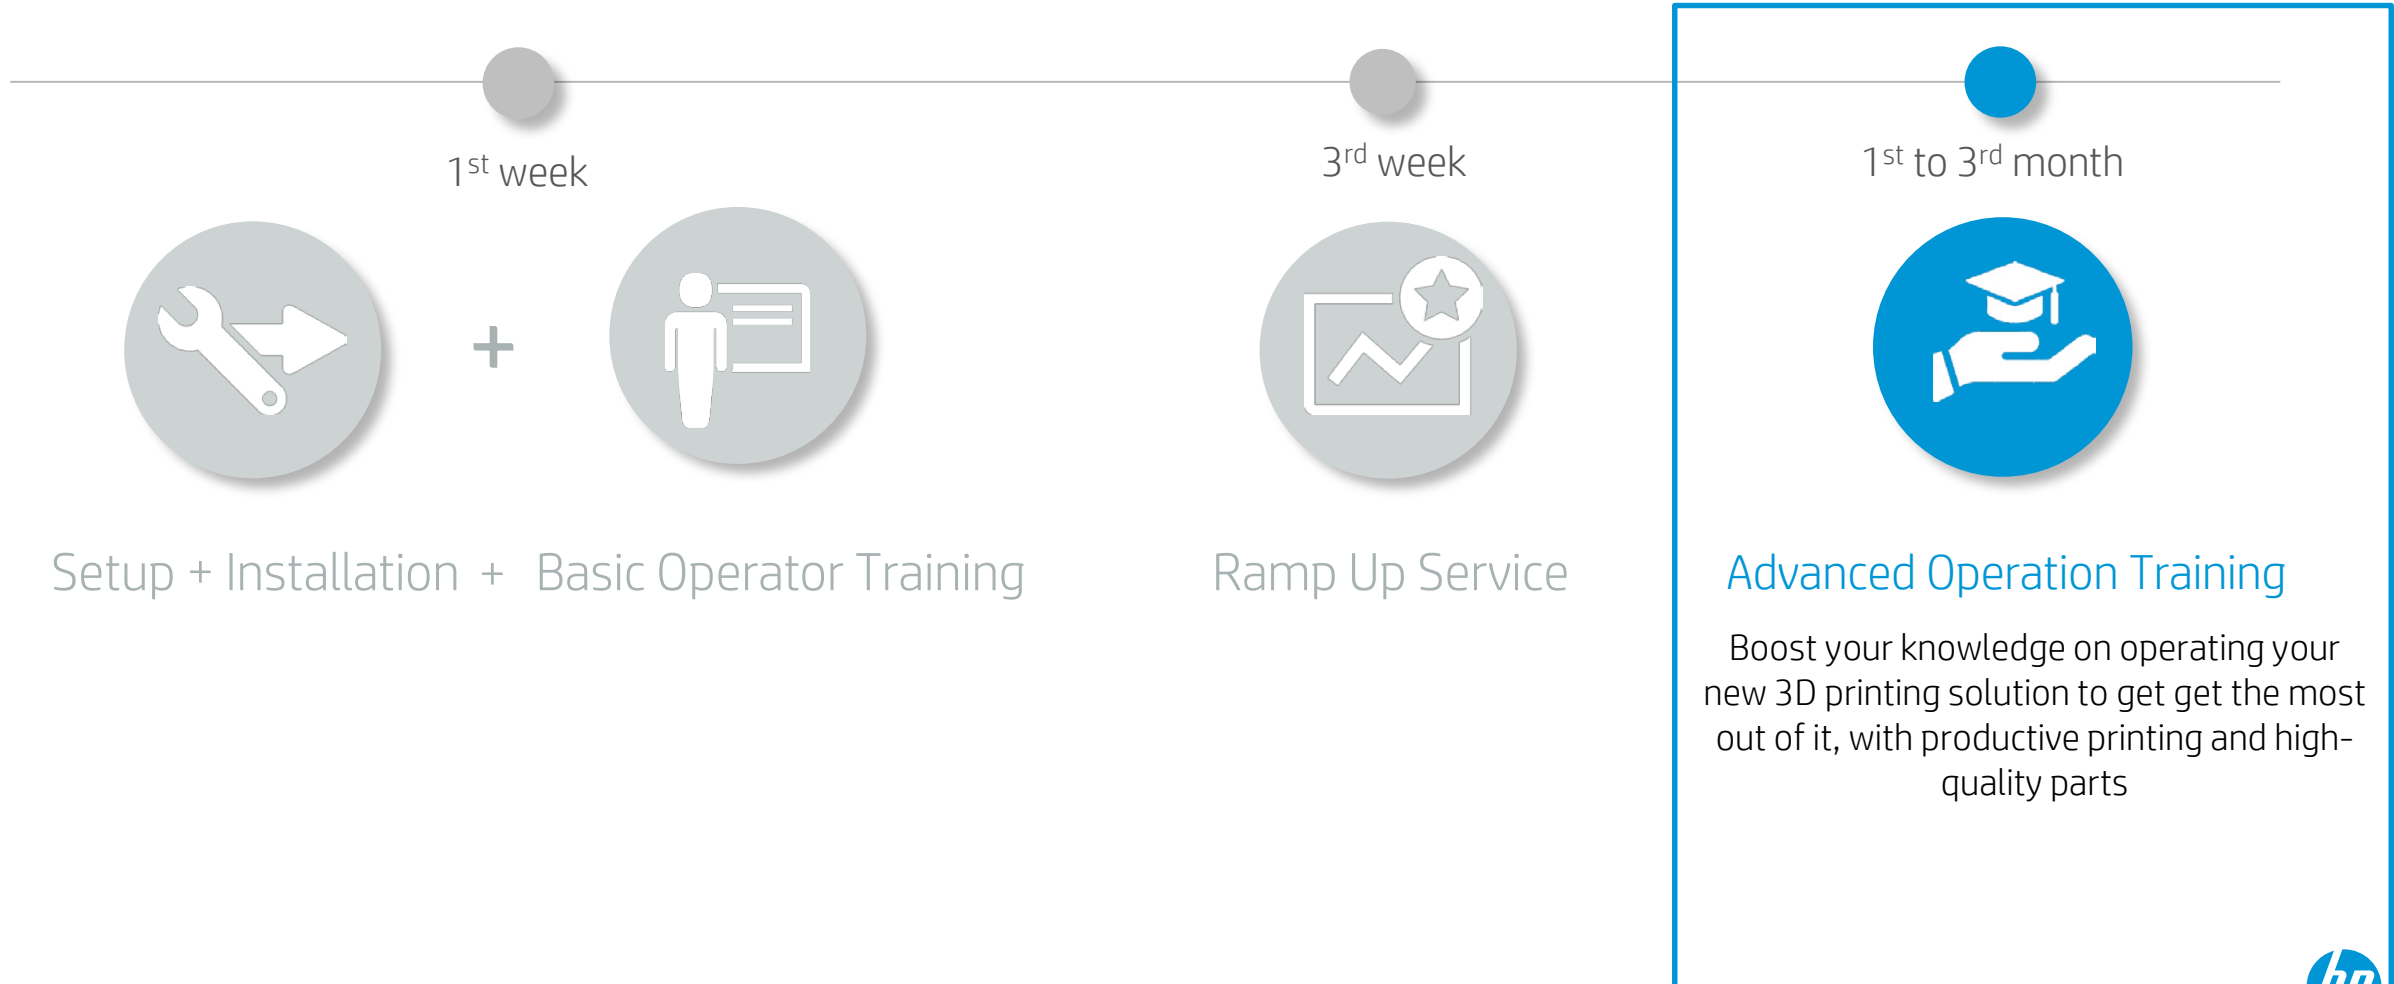 1st week
3rd week
1st to 3rd month
+
Setup + Installation + Basic Operator Training
Ramp Up Service
Advanced Operation Training
Boost your knowledge on operating your
new 3D printing solution to get get the most
out of it, with productive printing and high-
quality parts
hp